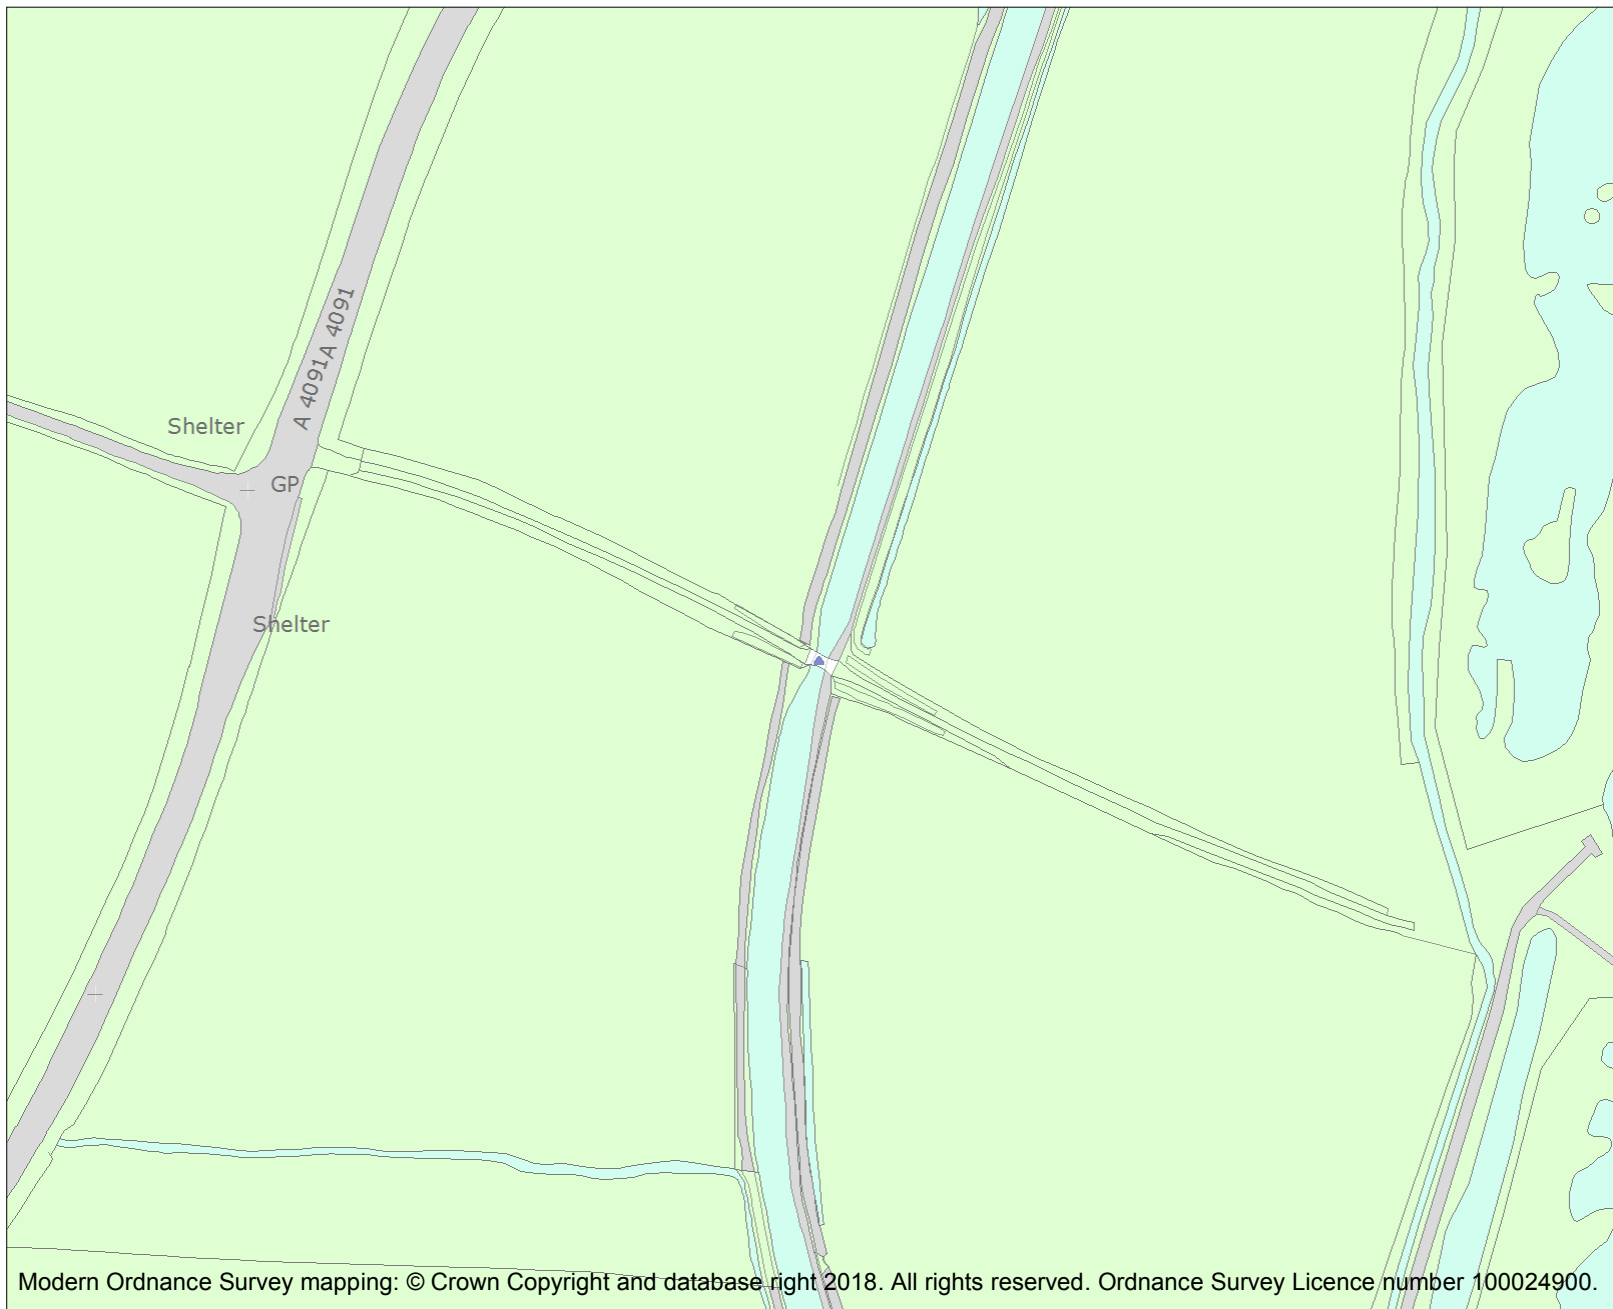 A 4091
A 4091
Shelter
GP
Shelter
Modern Ordnance Survey mapping: © Crown Copyright and database right 2018. All rights reserved. Ordnance Survey Licence number 100024900.